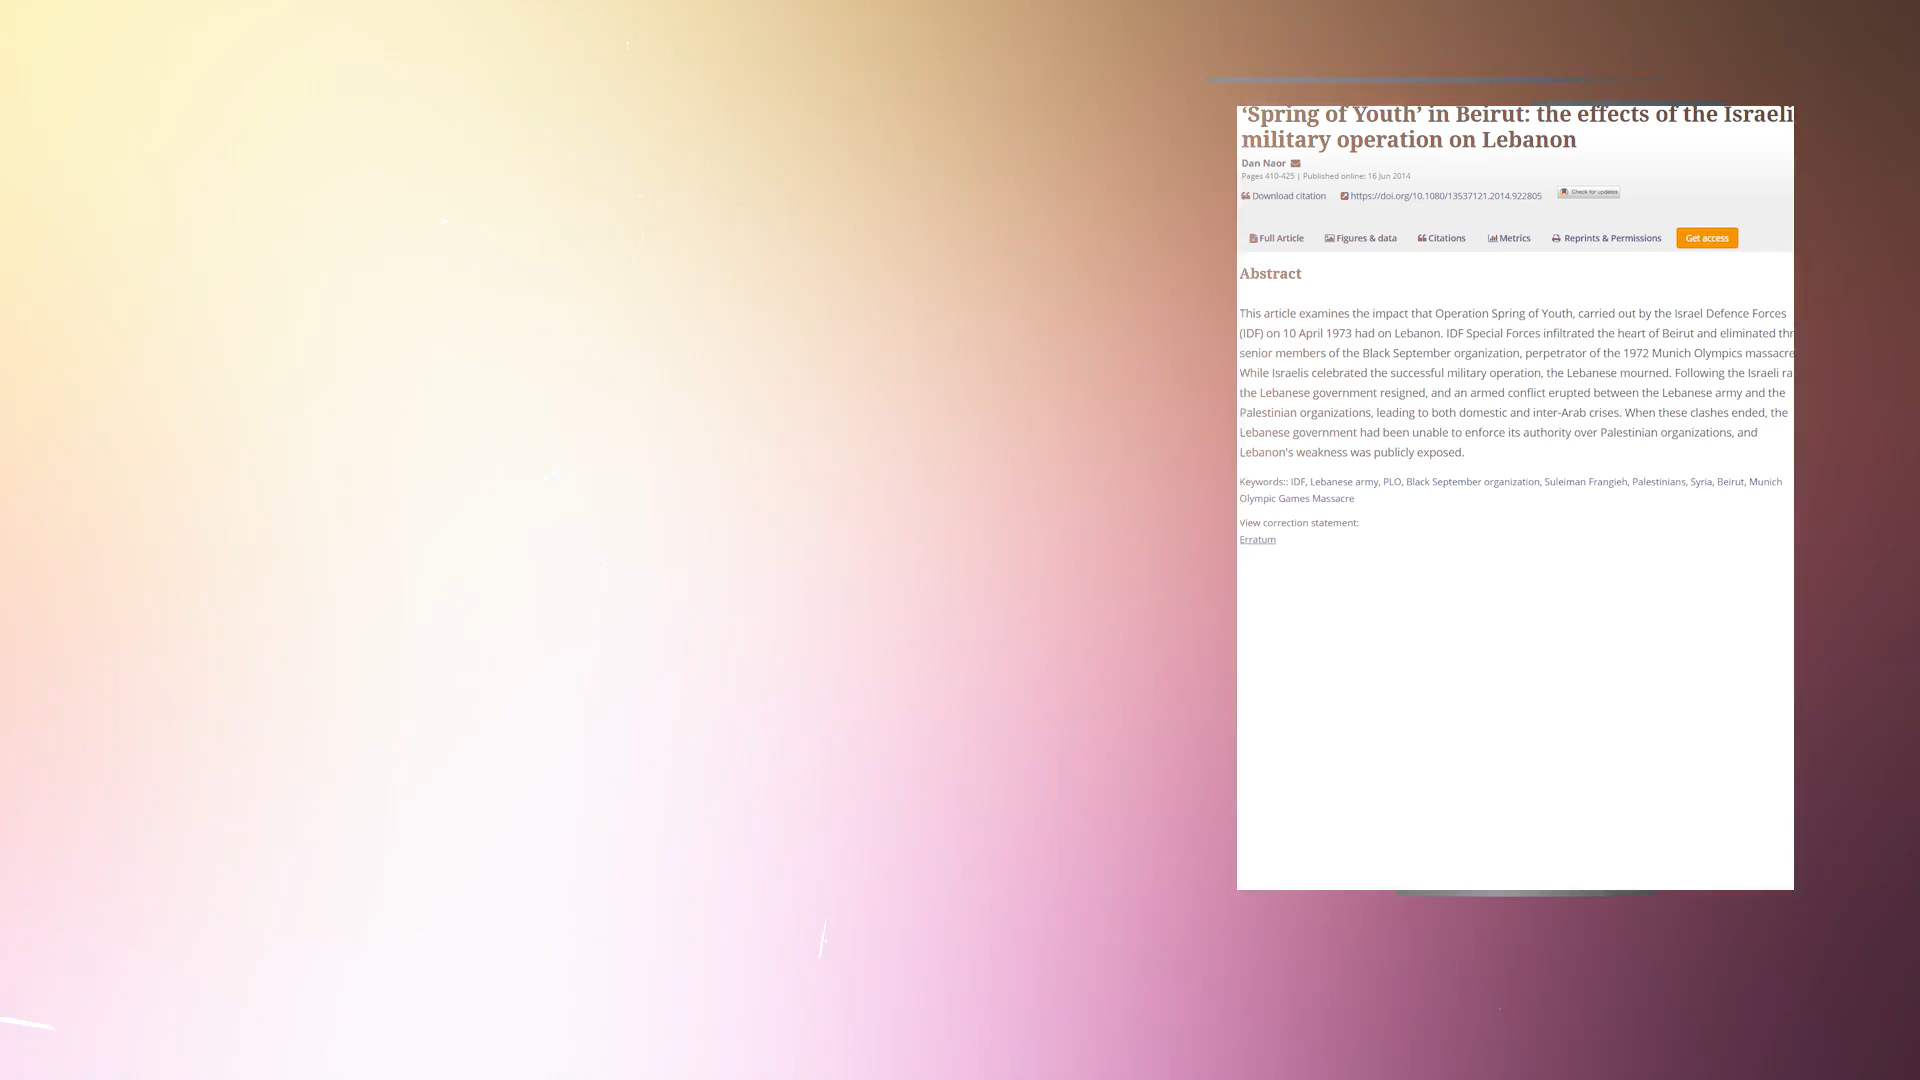 ‘Spring of Youth’ in Beirut: the effects of the Israeli
military operation on Lebanon
Dan Naor
Pages 410-425 | Published online: 16 Jun 2014
Download citation https://doi.org/10.1080/13537121.2014.922805 Check for updates
Full Article Figures & data Citations Metrics Reprints & Permissions Get access
Abstract
This article examines the impact that Operation Spring of Youth, carried out by the Israel Defence Forces
(IDF) on 10 April 1973 had on Lebanon. IDF Special Forces infiltrated the heart of Beirut and eliminated thr
senior members of the Black September organization, perpetrator of the 1972 Munich Olympics massacre
While Israelis celebrated the successful military operation, the Lebanese mourned. Following the Israeli ra
the Lebanese government resigned, and an armed conflict erupted between the Lebanese army and the
Palestinian organizations, leading to both domestic and inter-Arab crises. When these clashes ended, the
Lebanese government had been unable to enforce its authority over Palestinian organizations, and
Lebanon's weakness was publicly exposed.
Keywords:: IDF, Lebanese army, PLO, Black September organization, Suleiman Frangieh, Palestinians, Syria, Beirut, Munich
Olympic Games Massacre
View correction statement:
Erratum